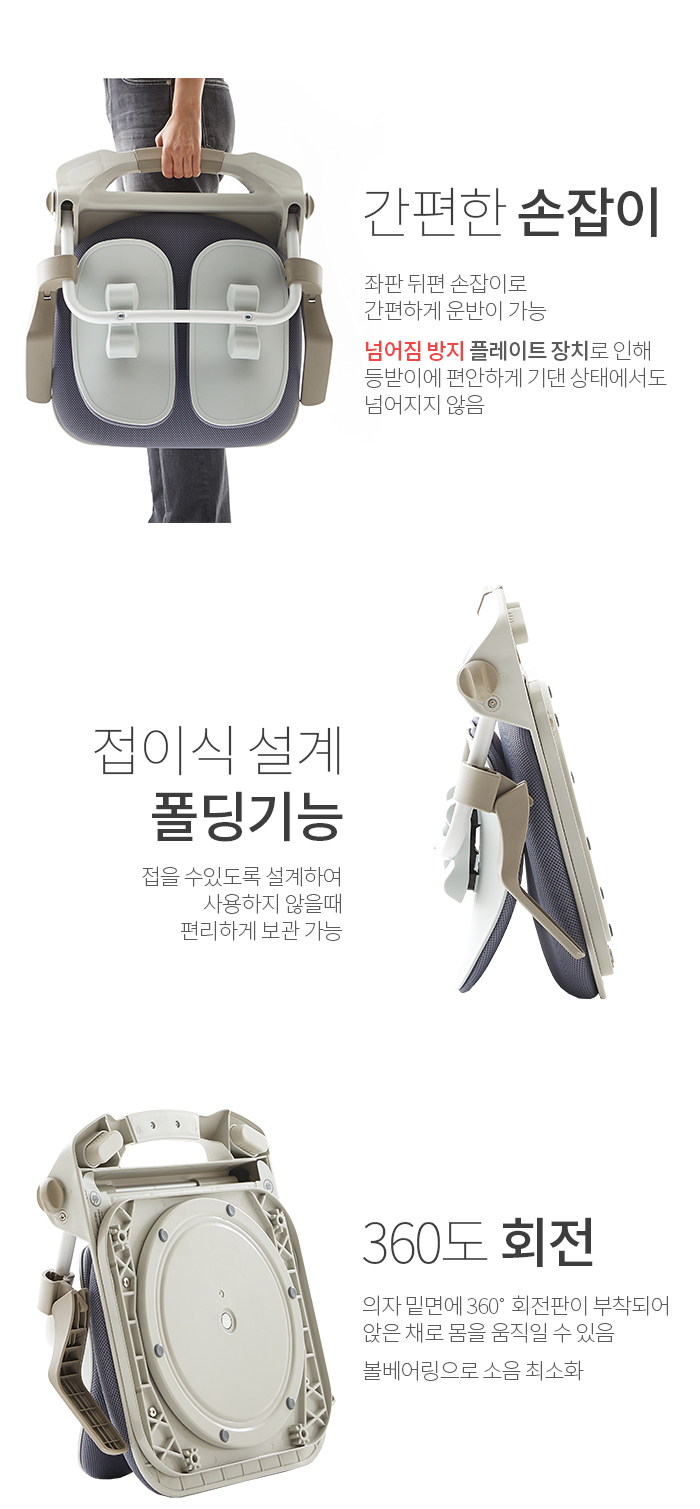 간편한 손잡이
좌판 뒤편 손잡이로
간편하게 운반이 가능
넘어짐 방지 플레이트 장치로 인해
등받이에 편안하게 기댄 상태에서도
넘어지지 않음
접이식 설계
폴딩기능
접을 수있도록 설계하여
사용하지 않을때
편리하게 보관 가능
360도 회전
의자 밑면에 360° 회전판이 부착되어
앉은 채로 몸을 움직일 수 있음
볼베어링으로 소음 최소화